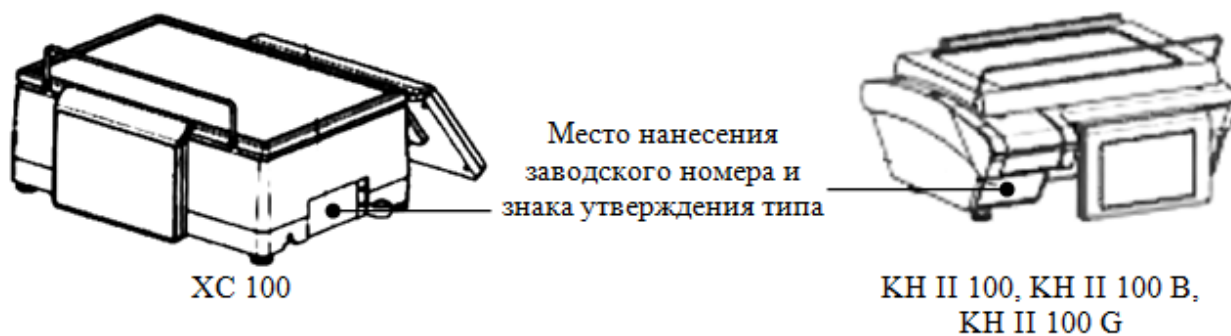 Место нанесения
заводского номера и
знака утверждения типа
XC 100
KH II 100, KH II 100 B,
KH II 100 G